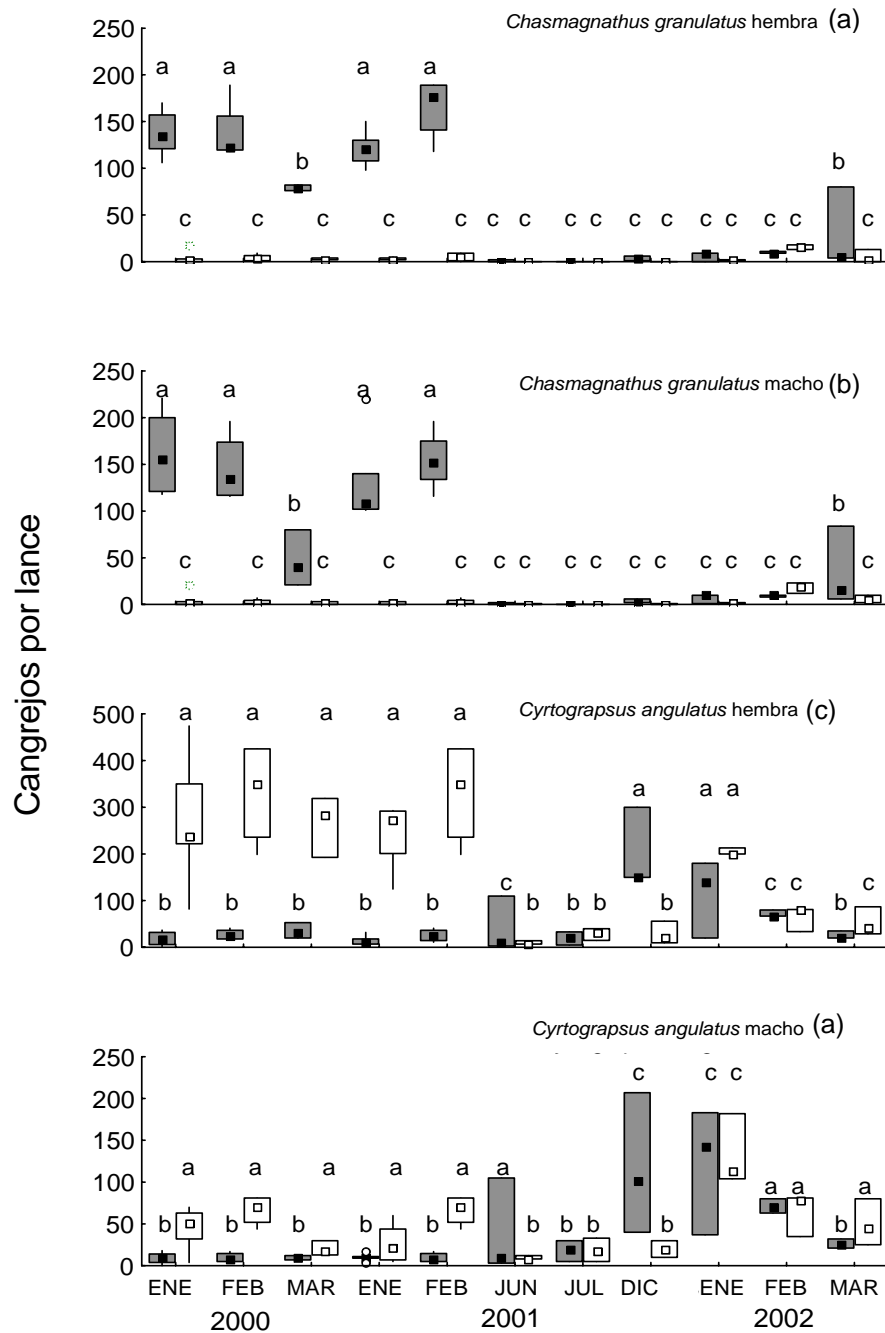 Chasmagnathus granulatus hembra (a)
250
200
150
100
50
0
a a b a a b
c c c c c c c c c c c c c c c c
Chasmagnathus granulatus macho (b)
250
200
150
100
50
0
a a b a a b
c c c c c c c c c c c c c c c c
Cangrejos por lance
Cyrtograpsus angulatus hembra (c)
500
400
300
200
100
0
a a a a a a a a
b b b b b c b b b b c c b c
Cyrtograpsus angulatus macho (a)
250
200
150
100
50
0
c c c
a a a a a a a a a
b b b b b b b b b b
ENE FEB MAR ENE FEB JUN JUL DIC ENE FEB MAR
2000 2001 2002